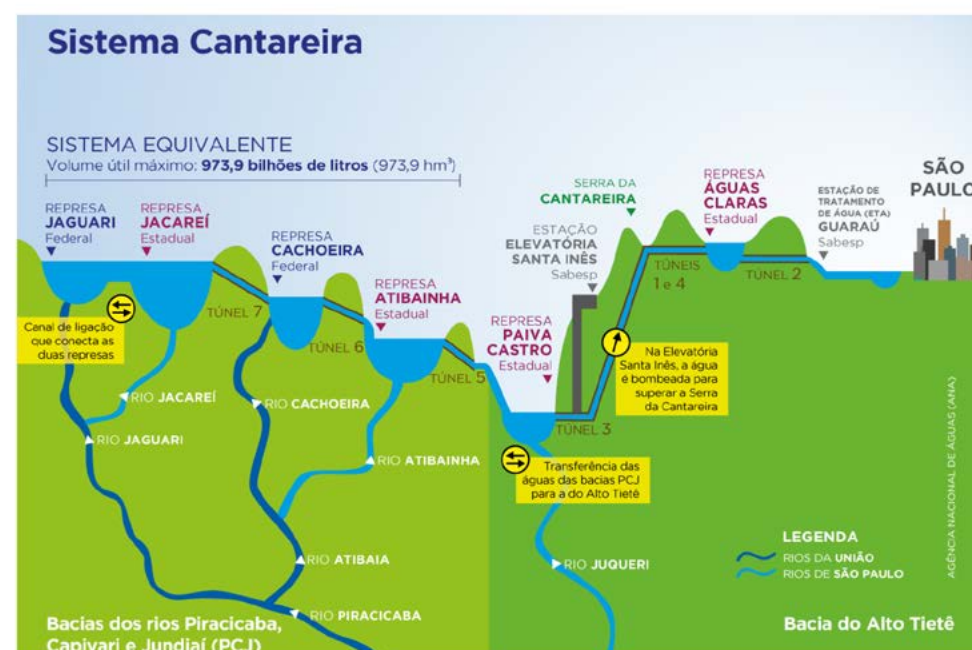 Sistema Cantareira
SISTEMA EQUIVALENTE
Volume útil máximo: 973,9 bilhões de litros (973,9 hm³)
REPRESA
JAGUARI
Federal
REPRESA
JACAREÍ
Estadual
REPRESA
CACHOEIRA
Federal
REPRESA
ATIBAINHA
Estadual
REPRESA
PAIVA
CASTRO
Estadual
ESTAÇÃO
ELEVATÓRIA
SANTA INÊS
Sabesp
SERRA DA
CANTAREIRA
REPRESA
ÁGUAS
CLARAS
Estadual
ESTAÇÃO DE
TRATAMENTO
DE ÁGUA (ETA)
GUARAÚ
Sabesp
SÃO
PAULO
TÚNEL 7
TÚNEL 6
TÚNEL 5
TÚNEL 3
TÚNEIS
1 e 4
TÚNEL 2
Canal de ligação
que conecta as
duas represas
Na Elevatória
Santa Inês, a água
é bombeada para
superar a Serra
da Cantareira
Transferência das
águas das bacias PCJ
para a do Alto Tietê
RIO JACAREÍ
RIO JAGUARI
RIO CACHOEIRA
RIO ATIBAINHA
RIO ATIBAIA
RIO PIRACICABA
RIO JUQUERI
LEGENDA
RIOS DA UNIÃO
RIOS DE SÃO PAULO
AGÊNCIA NACIONAL DE ÁGUAS (ANA)
Bacias dos rios Piracicaba,
Capivari e Jundiaí (PCJ)
Bacia do Alto Tietê